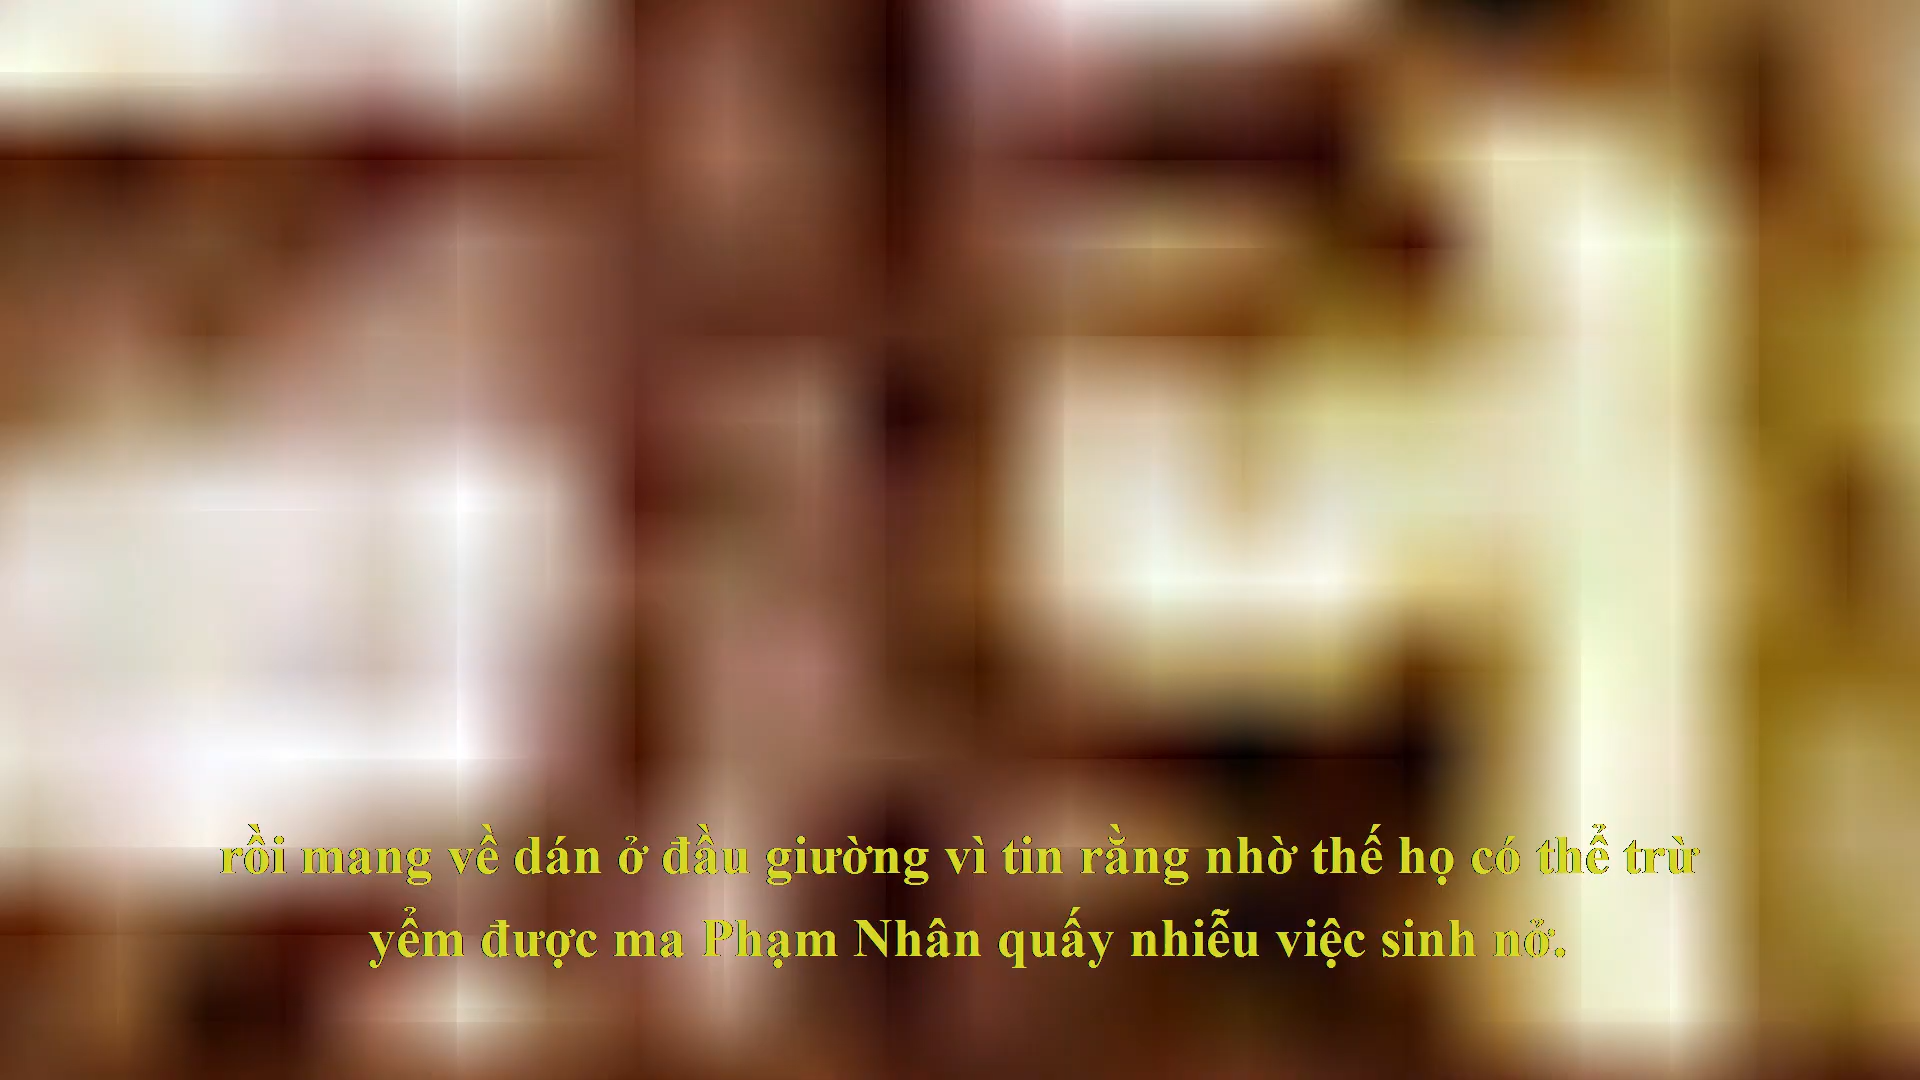 rồi mang về dán ở đầu giường vì tin rằng nhờ thế họ có thể trừ
yểm được ma Phạm Nhân quấy nhiễu việc sinh nở.